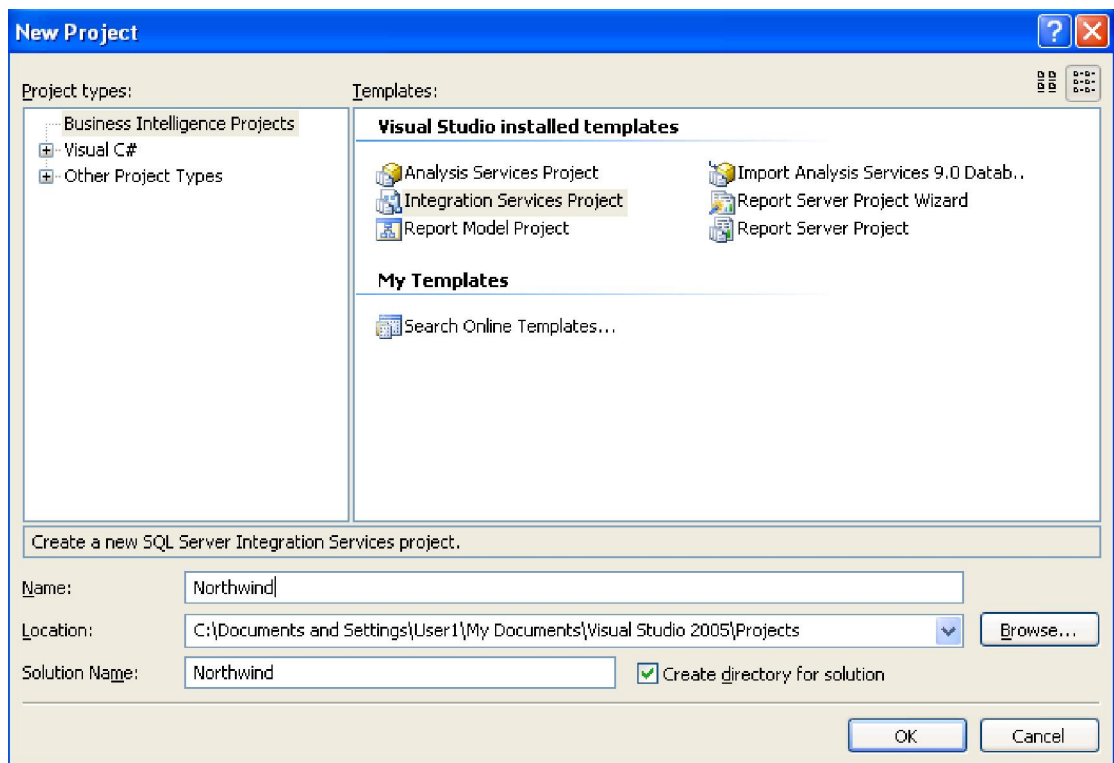 New Project
Project types:
Templates:
Business Intelligence Projects
Visual C#
Other Project Types
Visual Studio installed templates
Analysis Services Project
Integration Services Project
Report Model Project
Import Analysis Services 9.0 Datab..
Report Server Project Wizard
Report Server Project
My Templates
Search Online Templates...
Create a new SQL Server Integration Services project.
Name:
Northwind
Location:
C:\Documents and Settings\User1\My Documents\Visual Studio 2005\Projects
Browse...
Solution Name:
Northwind
Create directory for solution
OK
Cancel